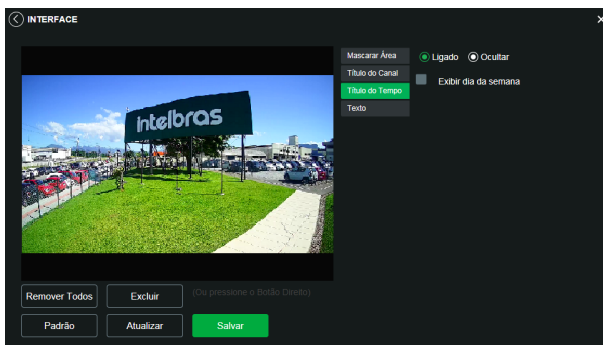 INTERFACE
Mascarar Área
Ligado
Ocultar
Título do Canal
Exibir dia da semana
Título do Tempo
Texto
intelbras
Remover Todos
Excluir
(Ou pressione o Botão Direito)
Padrão
Atualizar
Salvar